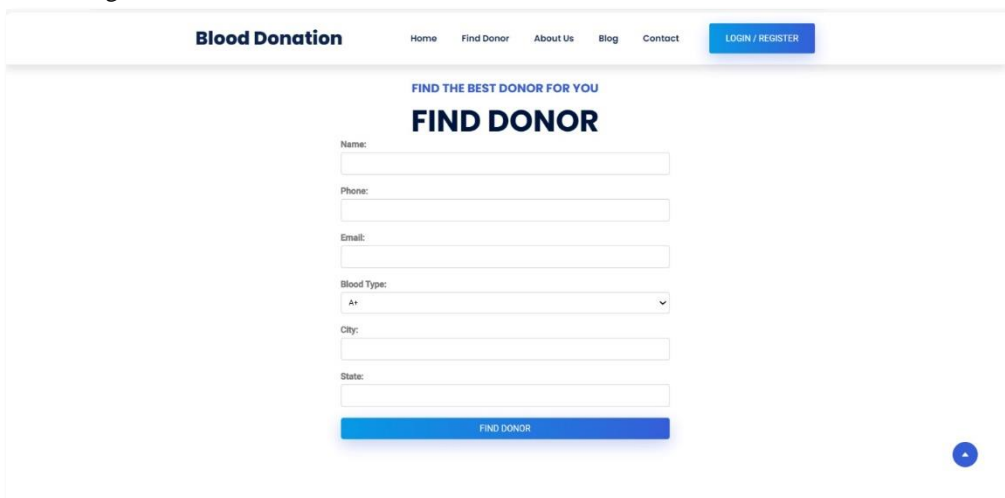 Blood Donation Home Find Donor About Us Blog Contact LOGIN / REGISTER
FIND THE BEST DONOR FOR YOU
FIND DONOR
Name:
Phone:
Email:
Blood Type:
A+
City:
State:
FIND DONOR